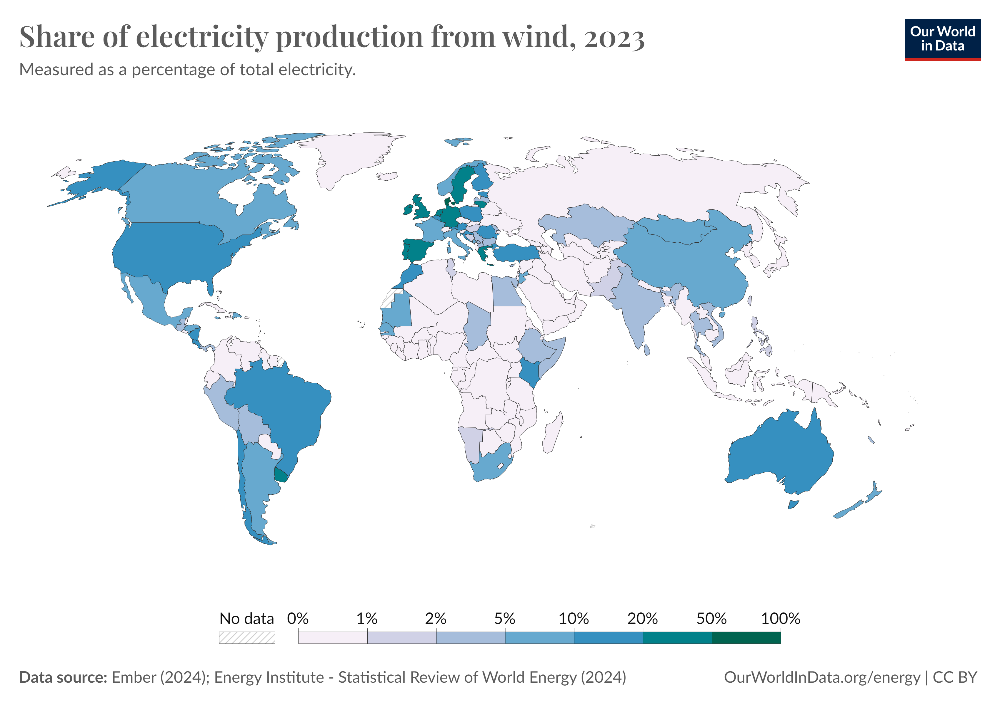 Share of electricity production from wind, 2023
Measured as a percentage of total electricity.
Our World
in Data
No data 0% 1% 2% 5% 10% 20% 50% 100%
Data source: Ember (2024); Energy Institute - Statistical Review of World Energy (2024)
OurWorldInData.org/energy | CC BY